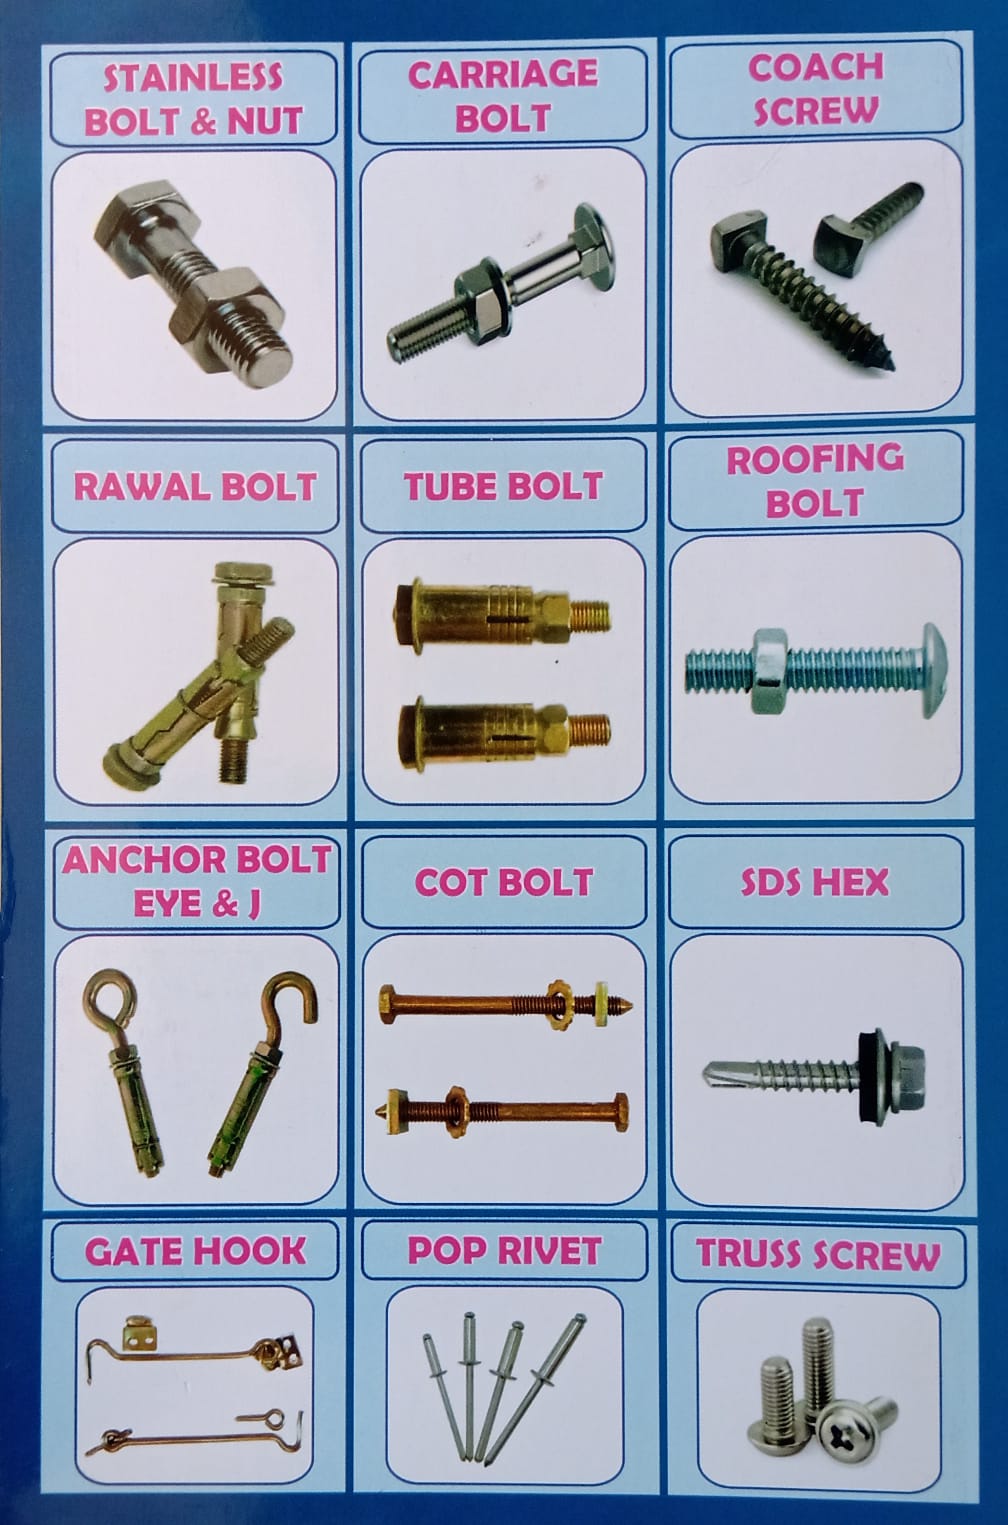 STAINLESS
BOLT & NUT
CARRIAGE
BOLT
COACH
SCREW
RAWAL BOLT
TUBE BOLT
ROOFING
BOLT
ANCHOR BOLT
EYE & J
COT BOLT
SDS HEX
GATE HOOK
POP RIVET
TRUSS SCREW